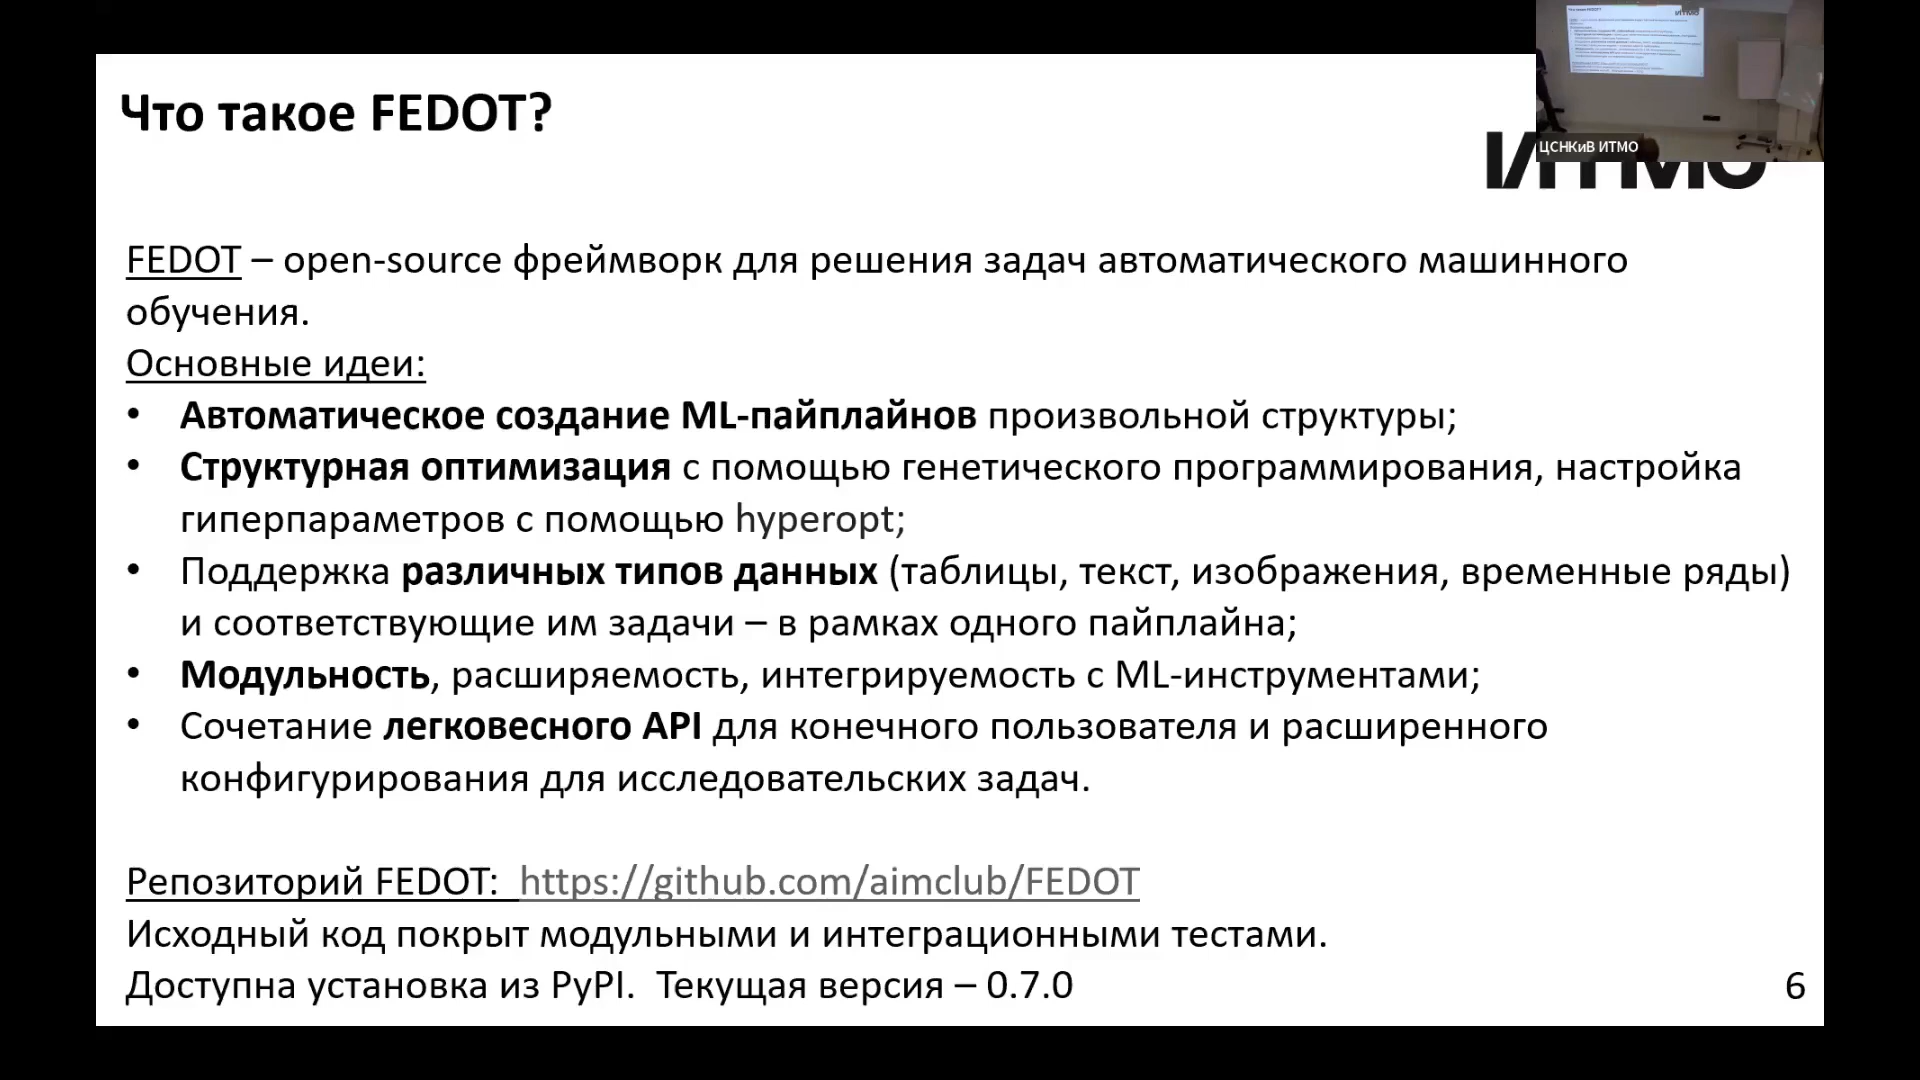 Что такое FEDOT?
ЦСНКиВ ИТМО
ИТМО
FEDOT – open-source фреймворк для решения задач автоматического машинного
обучения.
Основные идеи:
• Автоматическое создание ML-пайплайнов произвольной структуры;
• Структурная оптимизация с помощью генетического программирования, настройка
гиперпараметров с помощью hyperopt;
• Поддержка различных типов данных (таблицы, текст, изображения, временные ряды)
и соответствующие им задачи – в рамках одного пайплайна;
• Модульность, расширяемость, интегрируемость с ML-инструментами;
• Сочетание легковесного API для конечного пользователя и расширенного
конфигурирования для исследовательских задач.
Репозиторий FEDOT: https://github.com/aimclub/FEDOT
Исходный код покрыт модульными и интеграционными тестами.
Доступна установка из PyPI. Текущая версия – 0.7.0
6